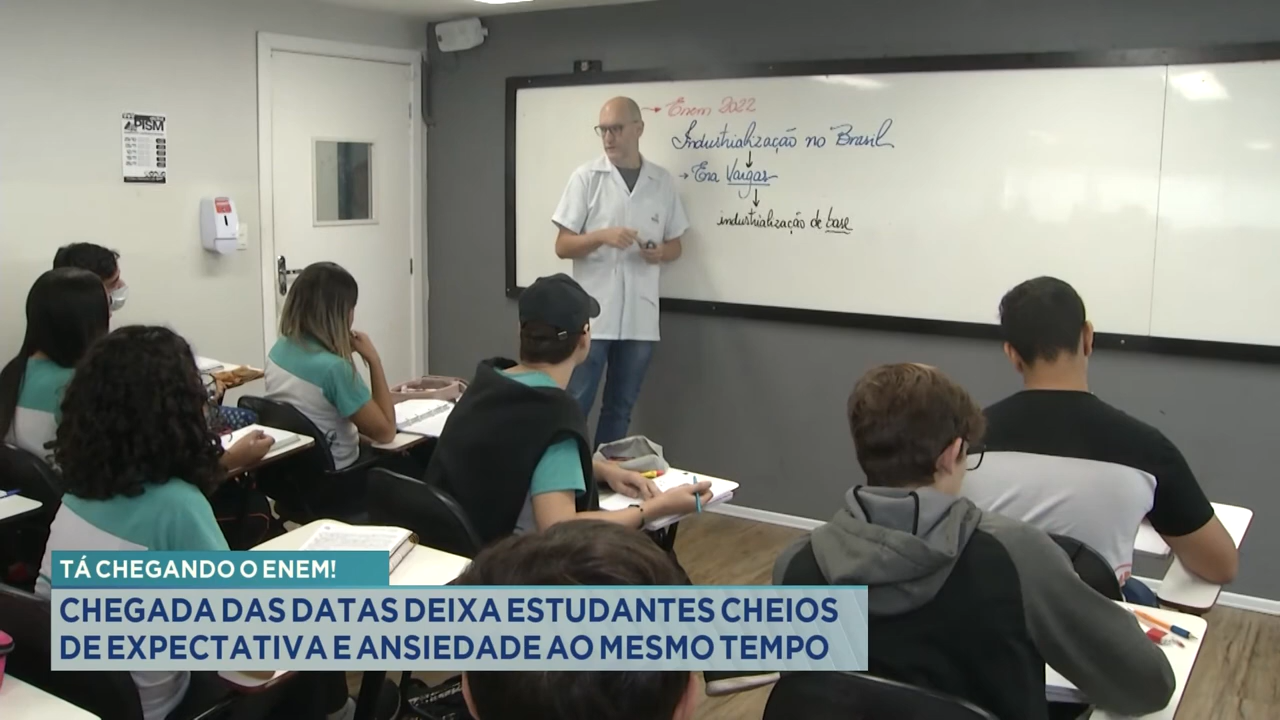 PISM
→ Enem 2022
Industrialização no Brasil
→ Era Vargas
industrialização de base
TÁ CHEGANDO O ENEM!
CHEGADA DAS DATAS DEIXA ESTUDANTES CHEIOS
DE EXPECTATIVA E ANSIEDADE AO MESMO TEMPO